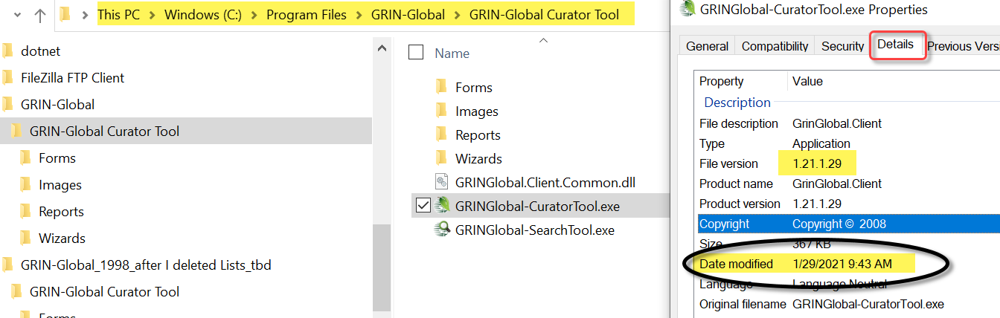 This PC > Windows (C:) > Program Files > GRIN-Global > GRIN-Global Curator Tool
dotnet
FileZilla FTP Client
GRIN-Global
GRIN-Global Curator Tool
Forms
Images
Reports
Wizards
GRIN-Global_1998_after I deleted Lists_tbd
GRIN-Global Curator Tool
Forms
Name
Forms
Images
Reports
Wizards
GRINGlobal.Client.Common.dll
GRINGlobal-CuratorTool.exe
GRINGlobal-SearchTool.exe
GRINGlobal-CuratorTool.exe Properties
General Compatibility Security Details Previous Versi
Property Value
Description
File description GrinGlobal.Client
Type Application
File version 1.21.1.29
Product name GrinGlobal.Client
Product version 1.21.1.29
Copyright Copyright © 2008
Size 367 KB
Date modified 1/29/2021 9:43 AM
Language Language Neutral
Original filename GRINGlobal-CuratorTool.exe